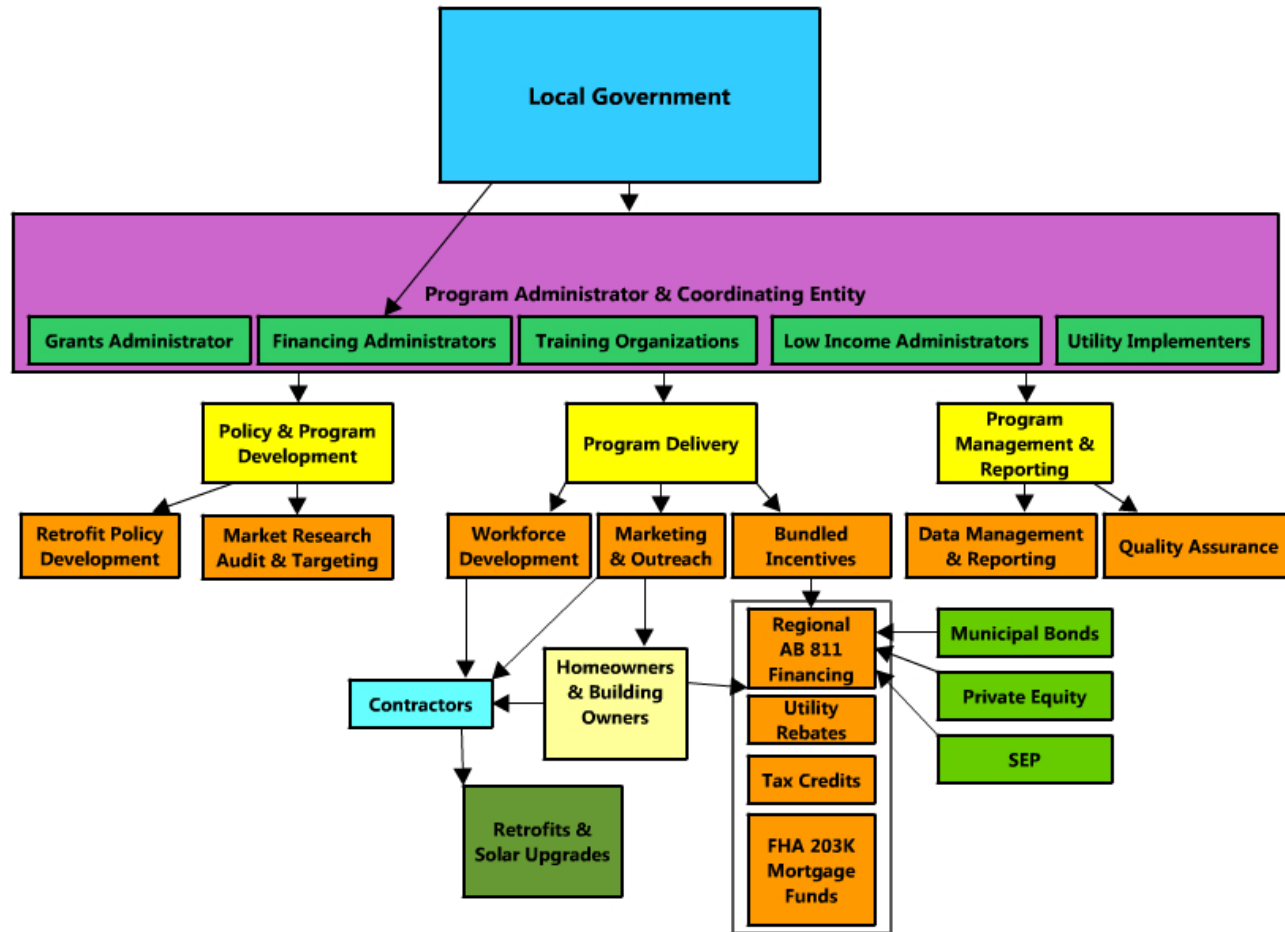 Local Government
Program Administrator & Coordinating Entity
Grants Administrator
Financing Administrators
Training Organizations
Low Income Administrators
Utility Implementers
Policy & Program
Development
Program Delivery
Program
Management &
Reporting
Retrofit Policy
Development
Market Research
Audit & Targeting
Workforce
Development
Marketing
& Outreach
Bundled
Incentives
Data Management
& Reporting
Quality Assurance
Regional
AB 811
Financing
Municipal Bonds
Homeowners
& Building
Owners
Contractors
Private Equity
Utility
Rebates
SEP
Tax Credits
Retrofits &
Solar Upgrades
FHA 203K
Mortgage
Funds